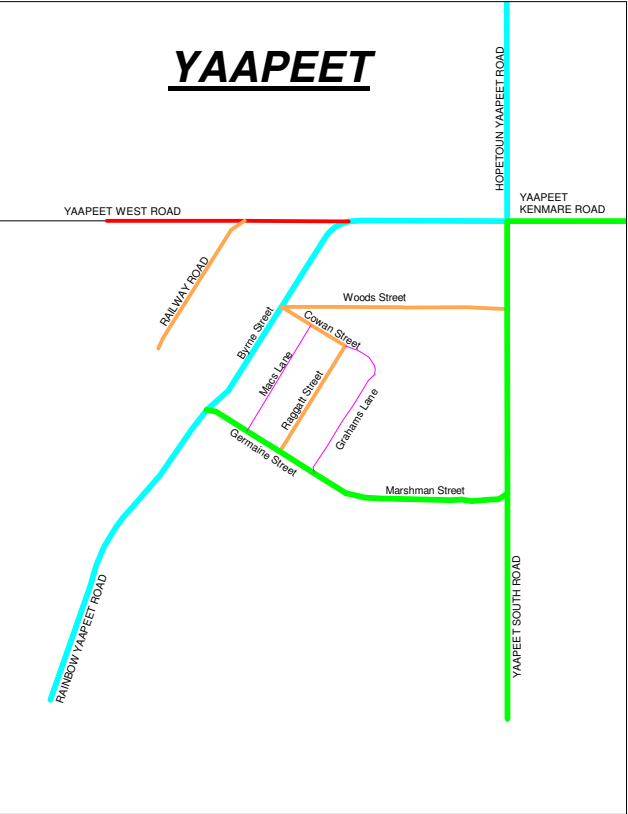 YAAPEET
HOPETOUN YAAPEET ROAD
YAAPEET
KENMARE ROAD
YAAPEET WEST ROAD
RAILWAY ROAD
Woods Street
Byrne Street
Cowan Street
Macs Lane
Raggatt Street
Grahams Lane
Germaine Street
Marshman Street
YAAPEET SOUTH ROAD
RAINBOW YAAPEET ROAD